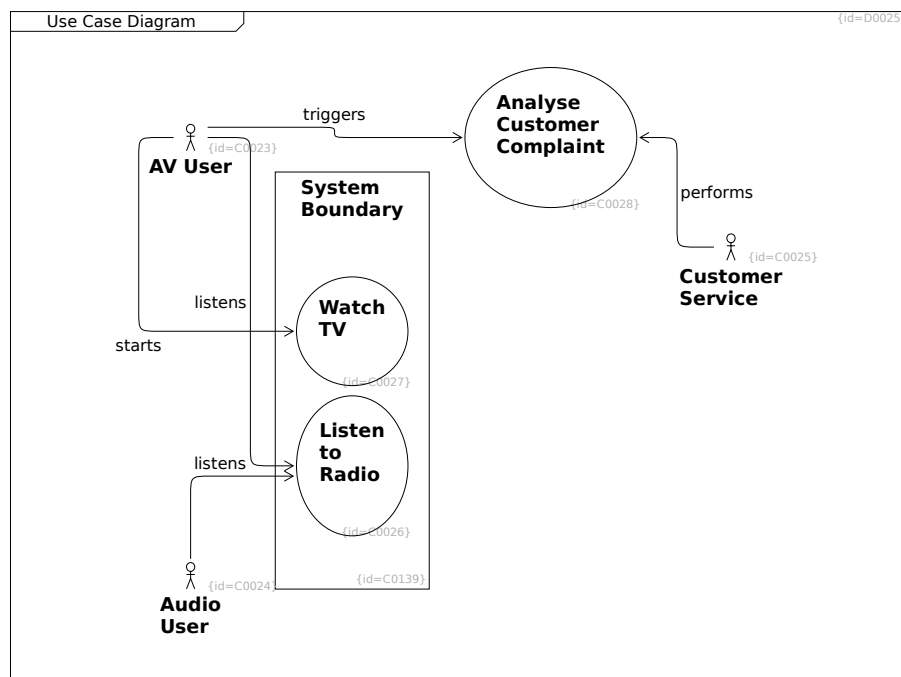 Use Case Diagram
{id=D0025
triggers
Analyse
Customer
Complaint
{id=C0028}
{id=C0023}
AV User
System
Boundary
performs
{id=C0025}
Customer
Service
listens
Watch
TV
{id=C0027}
starts
Listen
to
Radio
{id=C0026}
listens
{id=C0139}
{id=C0024}
Audio
User